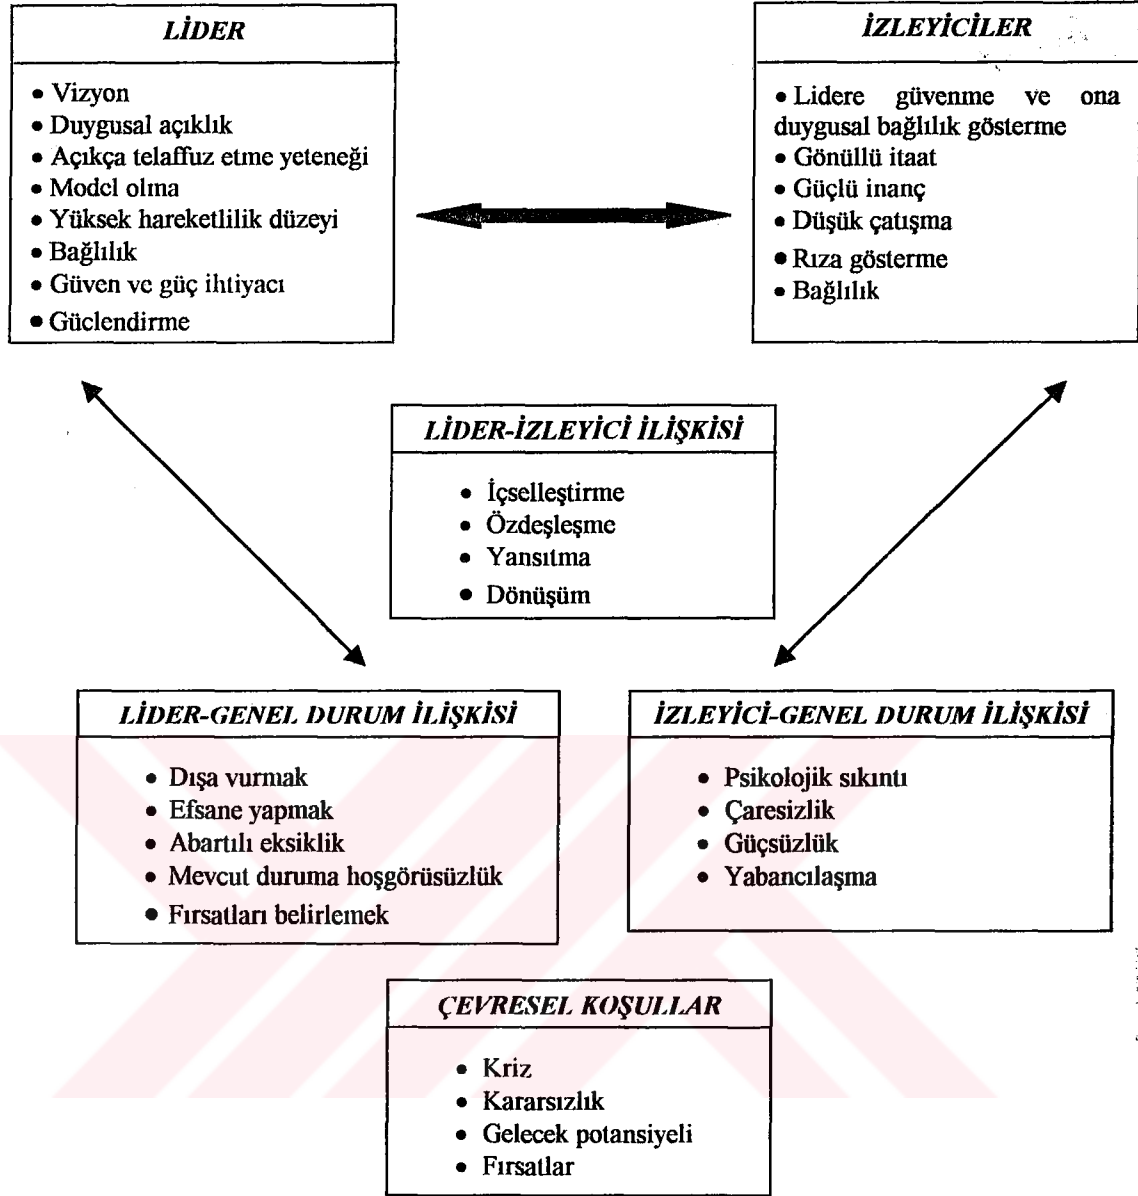 LİDER
• Vizyon
• Duygusal açıklık
• Açıkça telaffuz etme yeteneği
• Model olma
• Yüksek hareketlilik düzeyi
• Bağlılık
• Güven ve güç ihtiyacı
• Güclendirme
İZLEYİCİLER
• Lidere güvenme ve ona
duygusal bağlılık gösterme
• Gönüllü itaat
• Güçlü inanç
• Düşük çatışma
• Rıza gösterme
• Bağlılık
LİDER-İZLEYİCİ İLİŞKİSİ
• İçselleştirme
• Özdeşleşme
• Yansıtma
• Dönüşüm
LİDER-GENEL DURUM İLİŞKİSİ
• Dışa vurmak
• Efsane yapmak
• Abartılı eksiklik
• Mevcut duruma hoşgörüsüzlük
• Fırsatları belirlemek
İZLEYİCİ-GENEL DURUM İLİŞKİSİ
• Psikolojik sıkıntı
• Çaresizlik
• Güçsüzlük
• Yabancılaşma
ÇEVRESEL KOŞULLAR
• Kriz
• Kararsızlık
• Gelecek potansiyeli
• Fırsatlar